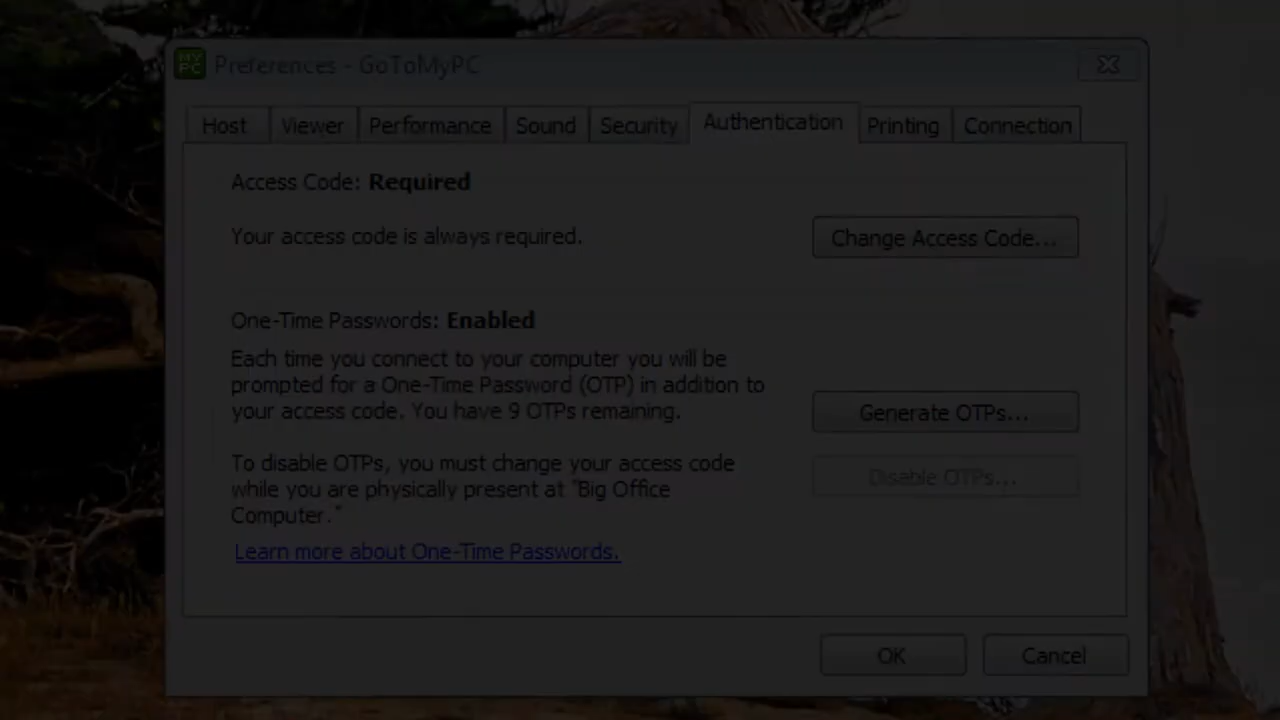 MY
PC
Preferences - GoToMyPC
Host Viewer Performance Sound Security Authentication Printing Connection
Access Code: Required
Your access code is always required.
Change Access Code...
One-Time Passwords: Enabled
Each time you connect to your computer you will be
prompted for a One-Time Password (OTP) in addition to
your access code. You have 9 OTPs remaining.
Generate OTPs...
To disable OTPs, you must change your access code
while you are physically present at "Big Office
Computer."
Disable OTPs...
Learn more about One-Time Passwords.
OK Cancel